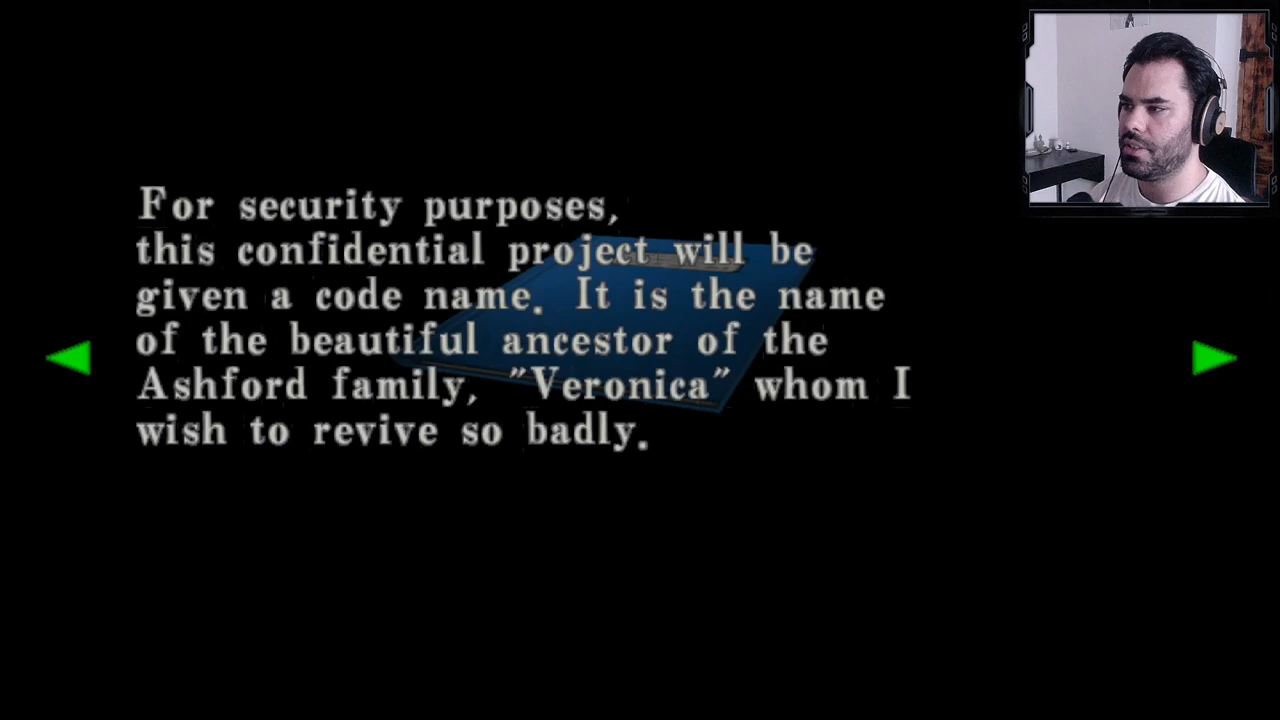 For security purposes,
this confidential project will be
given a code name. It is the name
of the beautiful ancestor of the
Ashford family, "Veronica" whom I
wish to revive so badly.